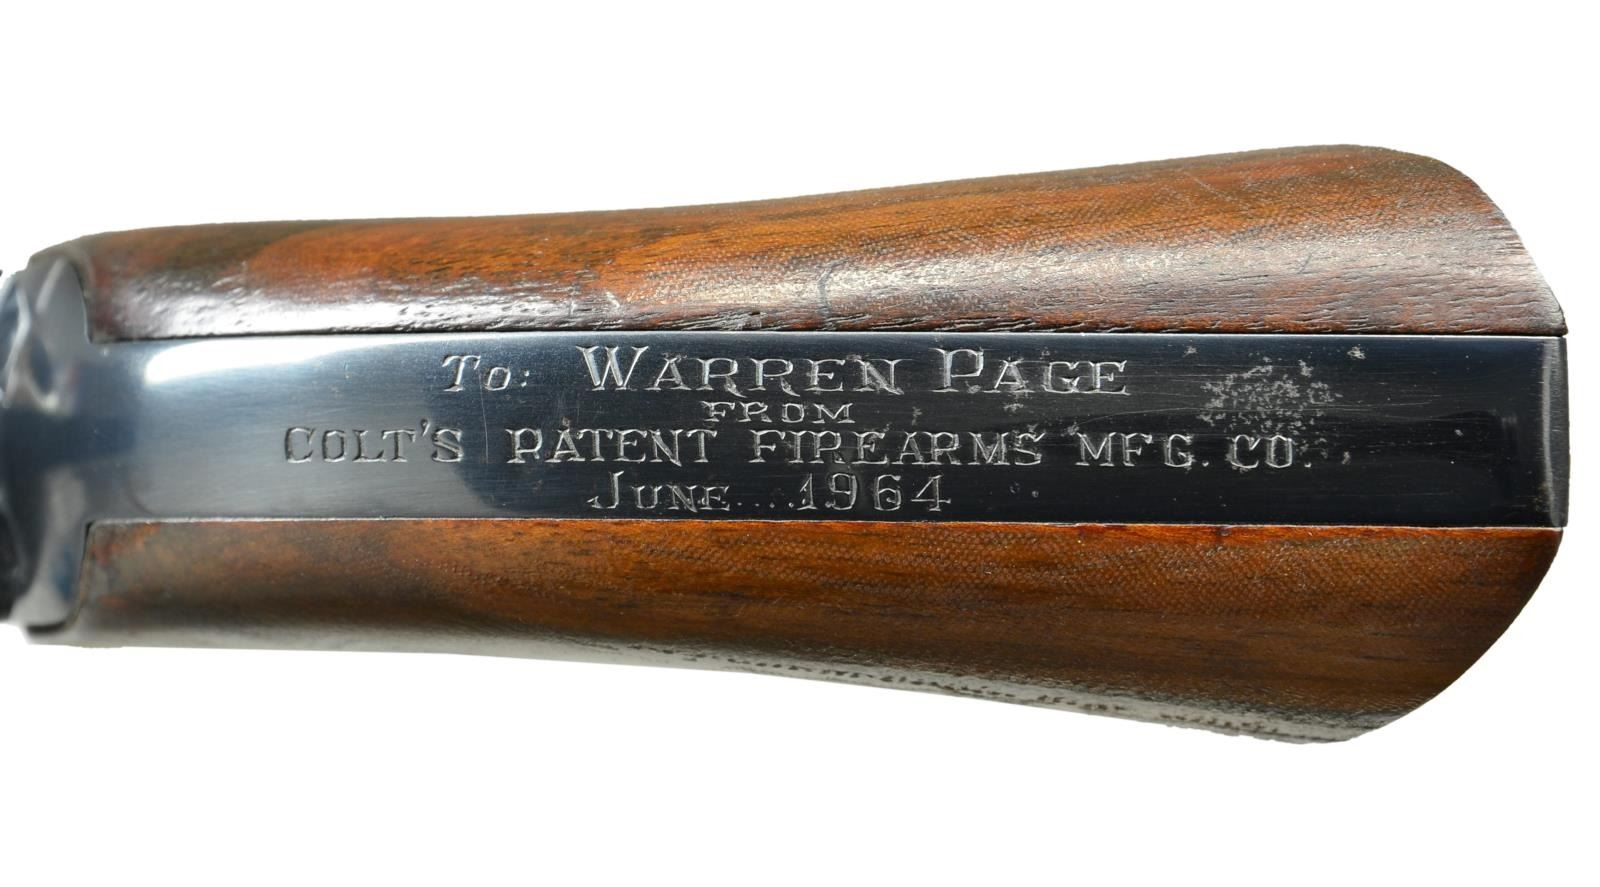 To: WARREN PAGE
FROM
COLT'S PATENT FIREARMS MFG. CO.
JUNE...1964